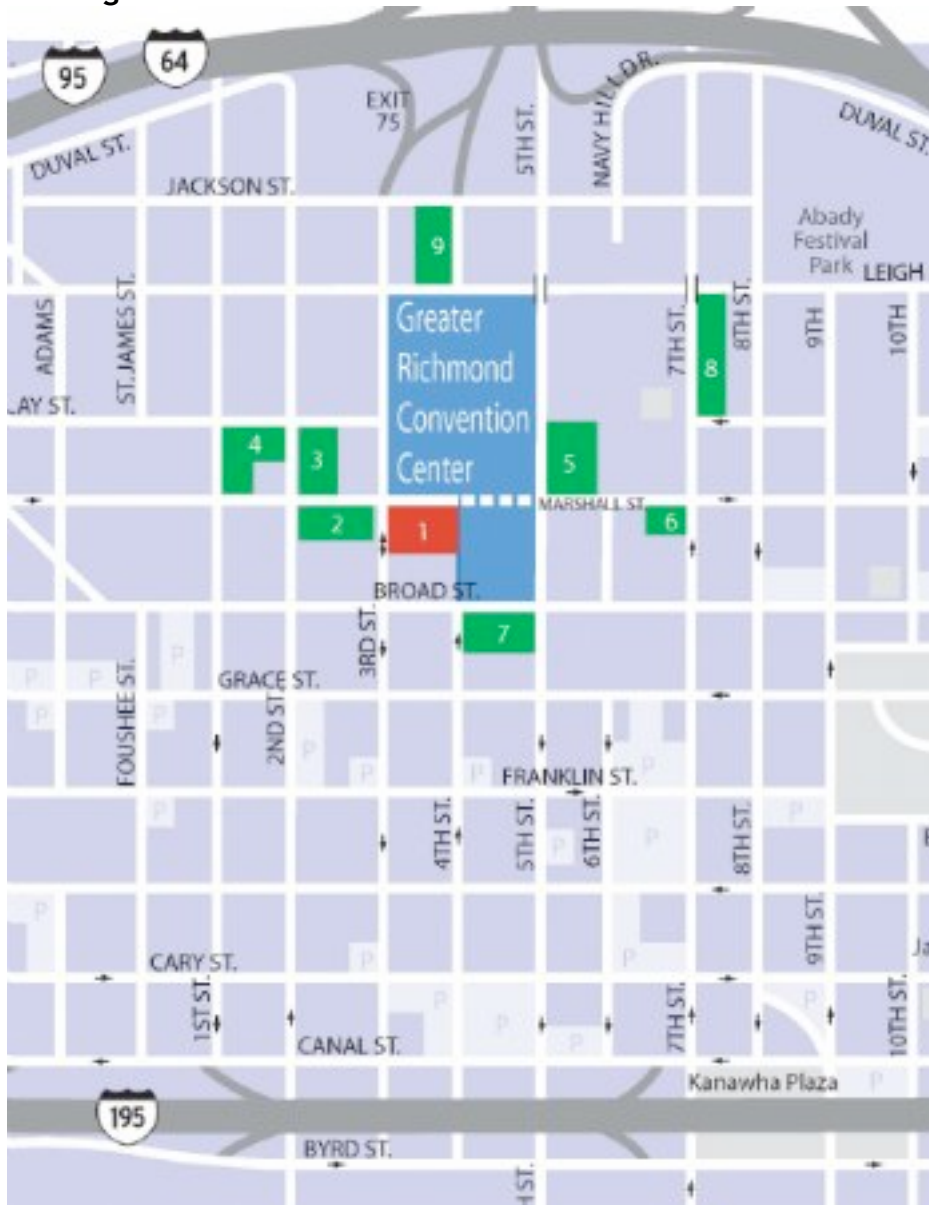 95
64
EXIT
75
5TH ST.
NAVY HILL DR.
DUVAL ST.
DUVAL ST.
JACKSON ST.
Abady
Festival
Park
LEIGH
9
ADAMS
ST. JAMES ST.
Greater
Richmond
Convention
Center
7TH ST.
8TH ST.
9TH
10TH
8
LAY ST.
4
3
5
MARSHALL ST.
2
1
6
BROAD ST.
3RD ST.
7
P
P
P
GRACE ST.
FOUSHEE ST.
2ND ST.
P
P
P
P
P
P
FRANKLIN ST.
P
P
4TH ST.
5TH ST.
6TH ST.
8TH ST.
P
P
P
9TH ST.
Ja
CARY ST.
P
P
1ST ST.
P
P
P
P
7TH ST.
10TH ST.
CANAL ST.
Kanawha Plaza
P
195
BYRD ST.
H ST.